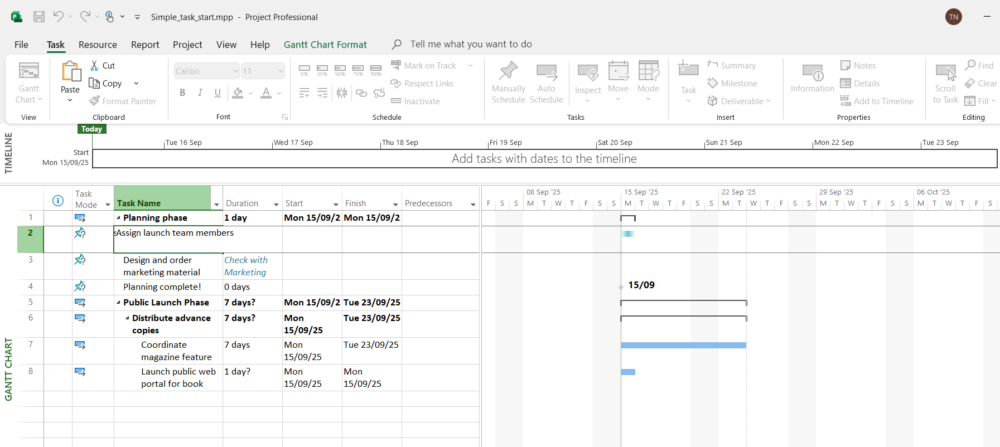 Simple_task_start.mpp - Project Professional
TN
File Task Resource Report Project View Help Gantt Chart Format Tell me what you want to do
Gantt Chart
View
Paste
Cut
Copy
Format Painter
Clipboard
Calibri 11
B I U A
Font
0% 25% 50% 75% 100%
Mark on Track
Respect Links
Inactivate
Schedule
Manually Schedule
Auto Schedule
Inspect
Move
Mode
Tasks
Task
Summary
Milestone
Deliverable
Insert
Information
Notes
Details
Add to Timeline
Properties
Scroll to Task
Find
Clear
Fill
Editing
TIMELINE
Today
Tue 16 Sep Wed 17 Sep Thu 18 Sep Fri 19 Sep Sat 20 Sep Sun 21 Sep Mon 22 Sep Tue 23 Sep
Start
Mon 15/09/25
Add tasks with dates to the timeline
GANTT CHART
Task Mode Task Name Duration Start Finish Predecessors
08 Sep '25 15 Sep '25 22 Sep '25 29 Sep '25 06 Oct '25
F S S M T W T F S S M T W T F S S M T W T F S S M T W T F S S M T W T F S
1 Planning phase 1 day Mon 15/09/2 Mon 15/09/2
2 Assign launch team members
3 Design and order marketing material Check with Marketing
4 Planning complete! 0 days 15/09
5 Public Launch Phase 7 days? Mon 15/09/2 Tue 23/09/25
6 Distribute advance copies 7 days? Mon 15/09/25 Tue 23/09/25
7 Coordinate magazine feature 7 days Mon 15/09/25 Tue 23/09/25
8 Launch public web portal for book 1 day? Mon 15/09/25 Mon 15/09/25